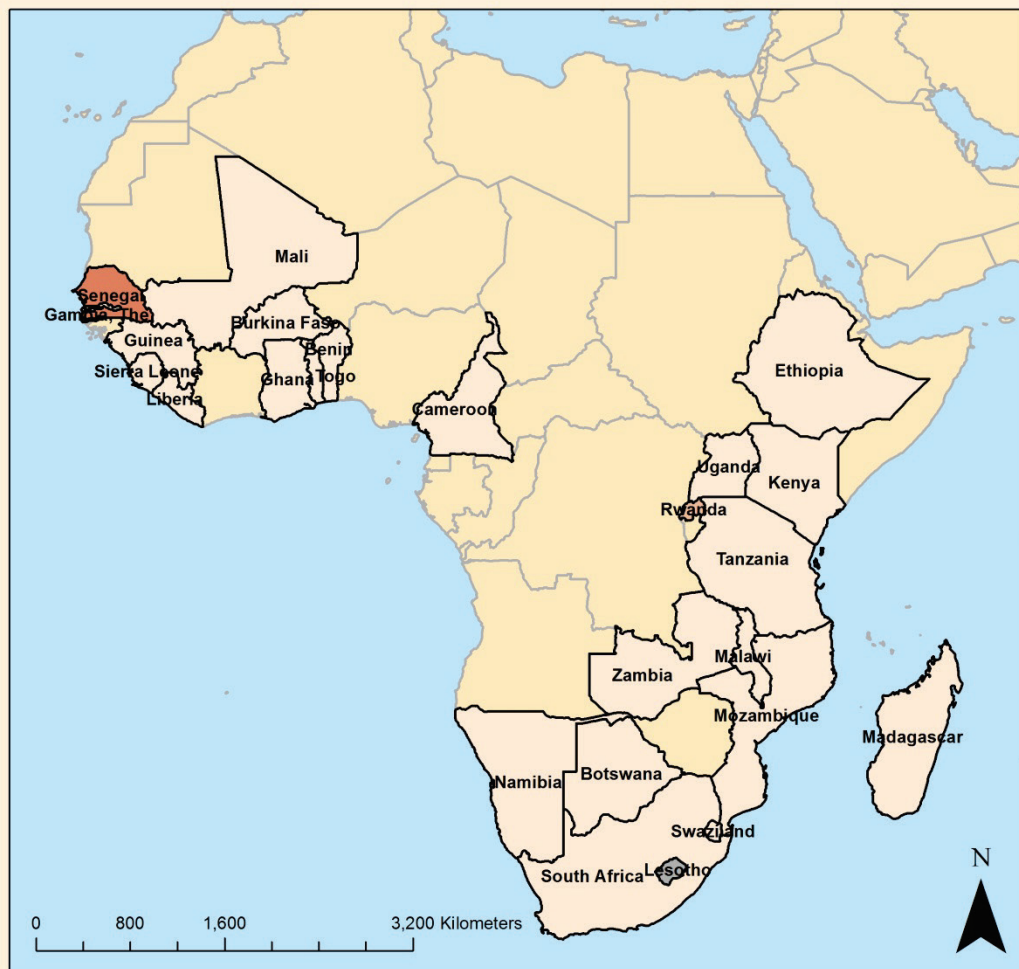 Mali
Senegal
Gambia, The
Burkina Faso
Guinea
Benin
Sierra Leone
Ghana
Togo
Liberia
Cameroon
Ethiopia
Uganda
Kenya
Rwanda
Tanzania
Malawi
Zambia
Mozambique
Madagascar
Botswana
Namibia
Swaziland
Lesotho
South Africa
N
0 800 1,600 3,200 Kilometers